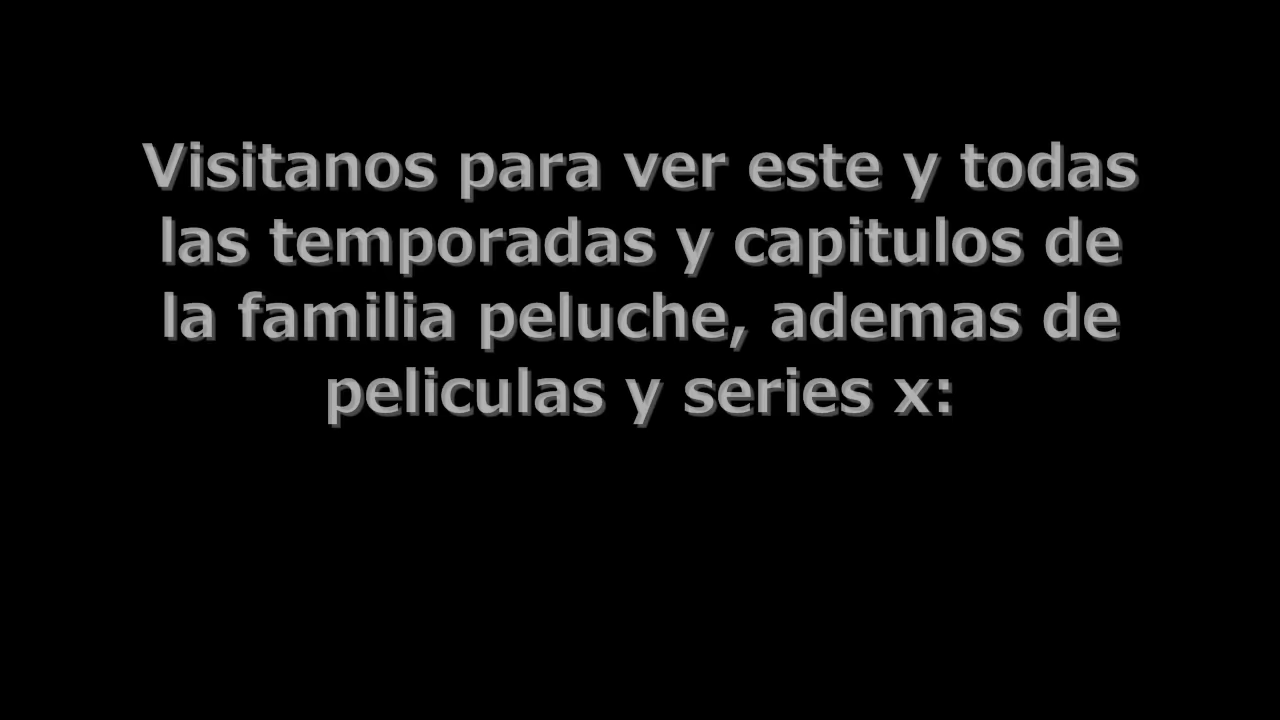 Visitanos para ver este y todas
las temporadas y capitulos de
la familia peluche, ademas de
peliculas y series x: